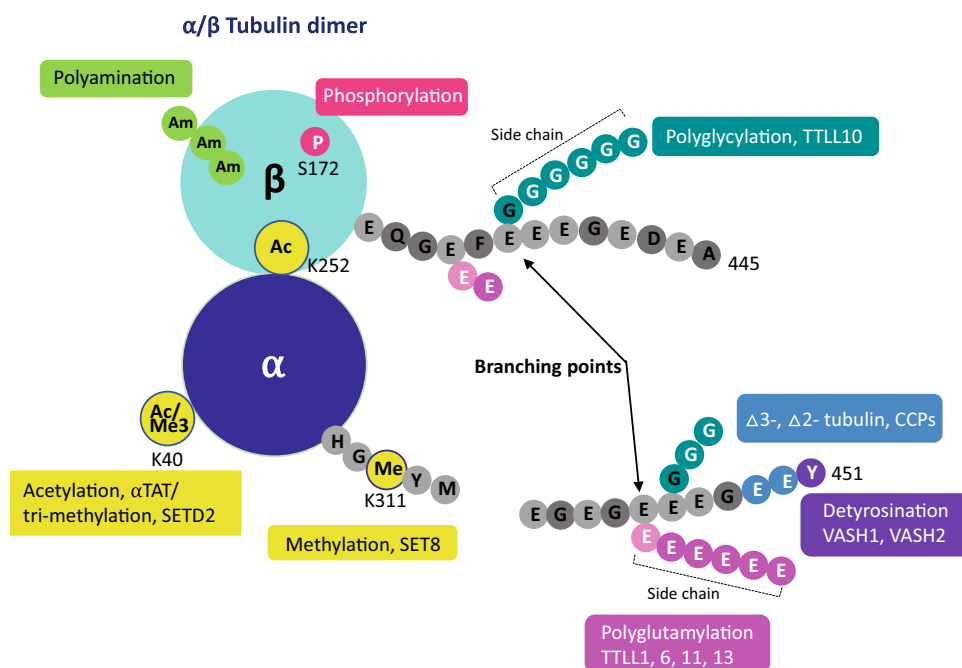 α/β Tubulin dimer
Polyamination
Phosphorylation
Am
Am
Am
P
S172
β
Side chain
G G G G G G
Polyglycylation, TTLL10
Ac
K252
E Q G E F E E E G E D E A
445
E E
α
Branching points
Ac/
Me3
K40
H G Me Y M
K311
Acetylation, αTAT/
tri-methylation, SETD2
Methylation, SET8
G G G
△3-, △2- tubulin, CCPs
E G E G E E E G E E Y
451
Detyrosination
VASH1, VASH2
E E E E E E
Side chain
Polyglutamylation
TTLL1, 6, 11, 13